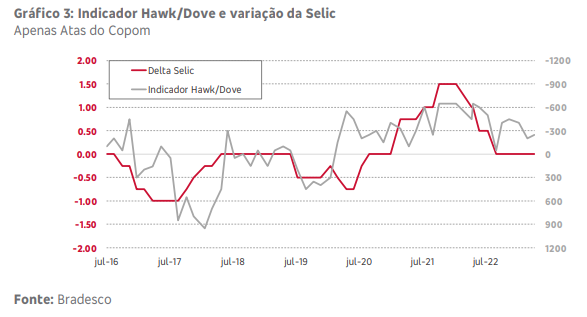 Gráfico 3: Indicador Hawk/Dove e variação da Selic
Apenas Atas do Copom
2.00 -1200
Delta Selic
1.50 -900
Indicador Hawk/Dove
1.00 -600
0.50 -300
0.00 0
-0.50 300
-1.00 600
-1.50 900
-2.00 1200
jul-16 jul-17 jul-18 jul-19 jul-20 jul-21 jul-22
Fonte: Bradesco